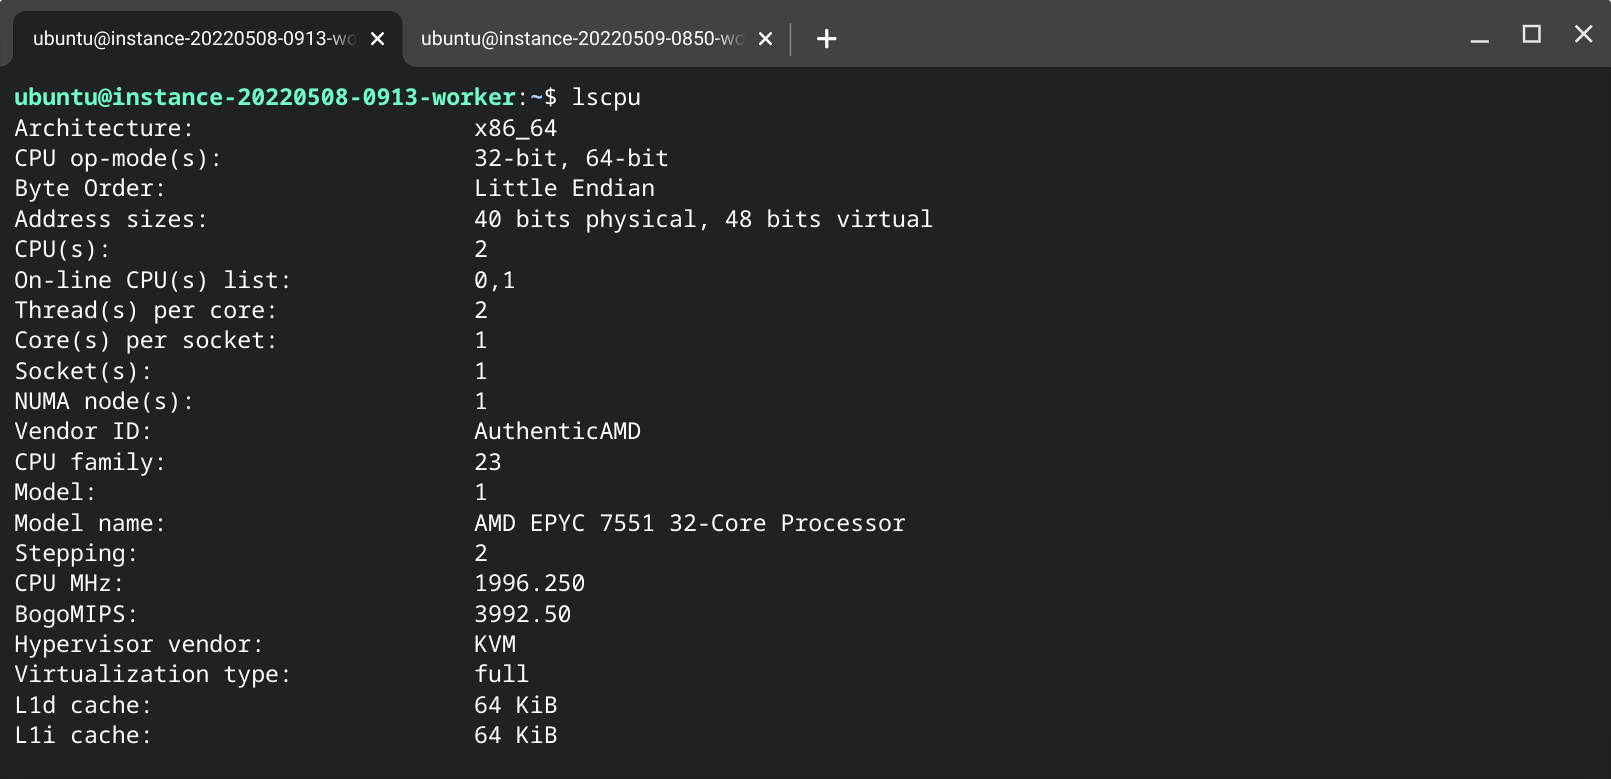 ubuntu@instance-20220508-0913-wo
ubuntu@instance-20220509-0850-wo
ubuntu@instance-20220508-0913-worker:~$ lscpu
Architecture: x86_64
CPU op-mode(s): 32-bit, 64-bit
Byte Order: Little Endian
Address sizes: 40 bits physical, 48 bits virtual
CPU(s): 2
On-line CPU(s) list: 0,1
Thread(s) per core: 2
Core(s) per socket: 1
Socket(s): 1
NUMA node(s): 1
Vendor ID: AuthenticAMD
CPU family: 23
Model: 1
Model name: AMD EPYC 7551 32-Core Processor
Stepping: 2
CPU MHz: 1996.250
BogoMIPS: 3992.50
Hypervisor vendor: KVM
Virtualization type: full
L1d cache: 64 KiB
L1i cache: 64 KiB